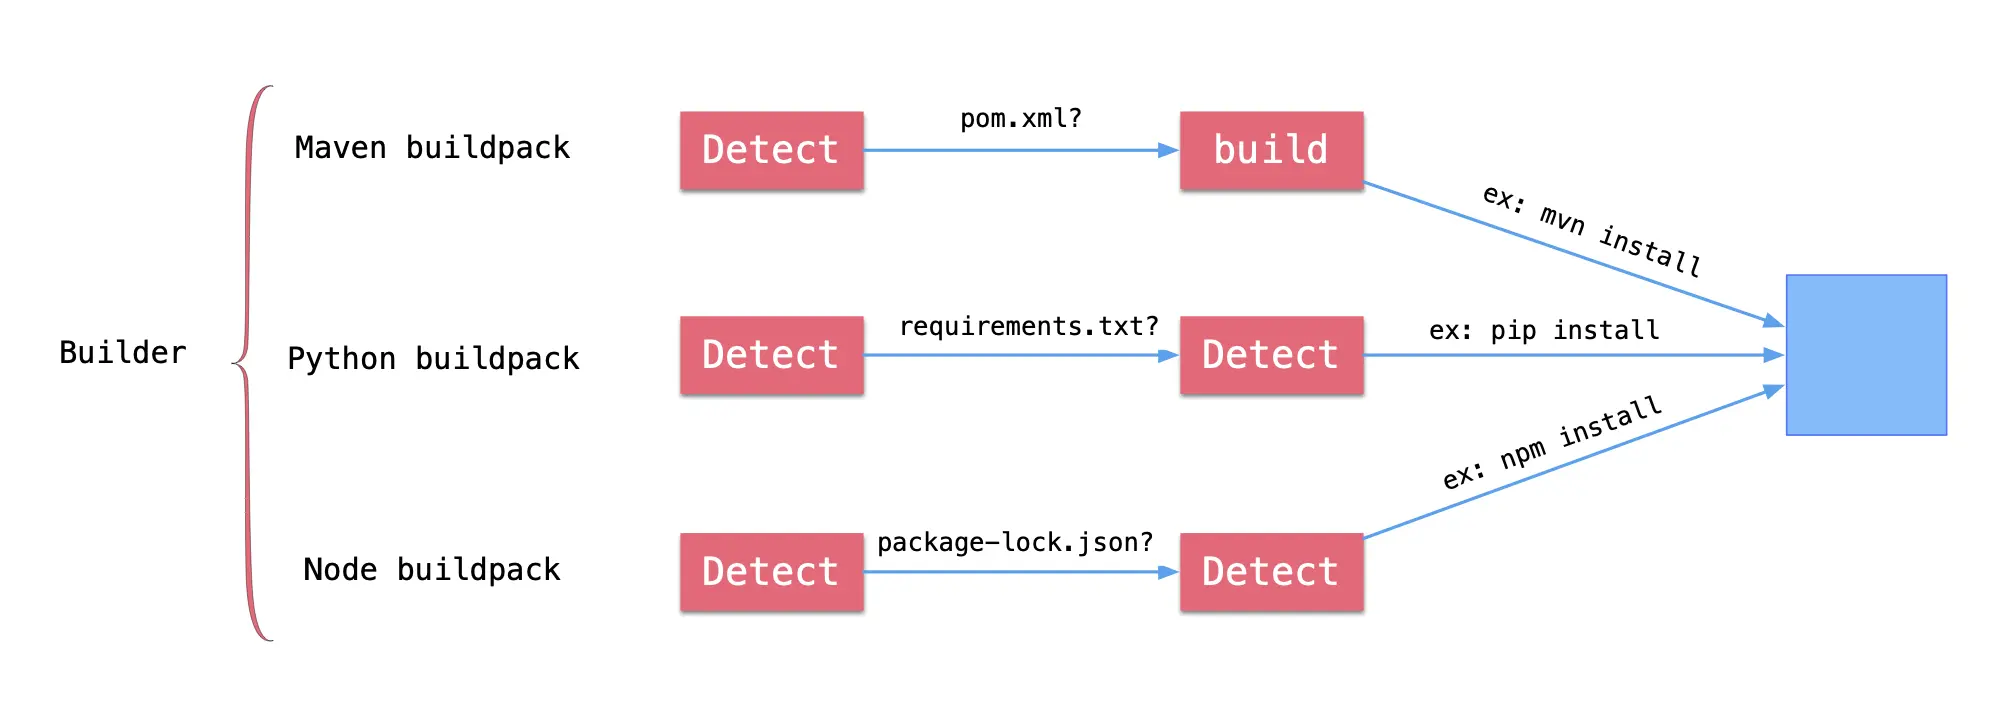 Builder
Maven buildpack
Detect
pom.xml?
build
ex: mvn install
Python buildpack
Detect
requirements.txt?
Detect
ex: pip install
Node buildpack
Detect
package-lock.json?
Detect
ex: npm install